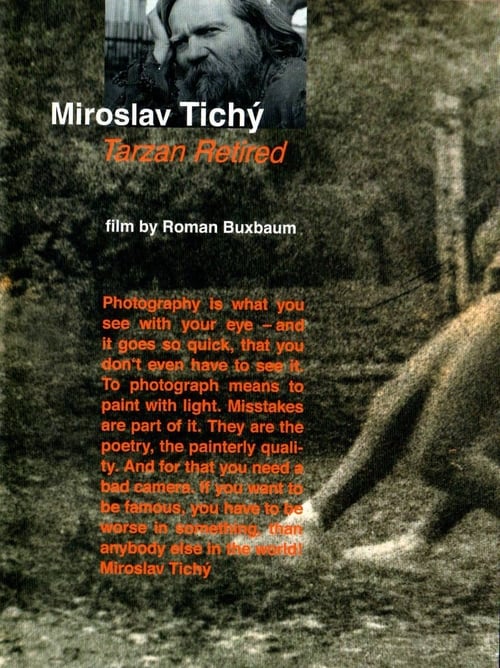 Miroslav Tichý
Tarzan Retired
film by Roman Buxbaum
Photography is what you
see with your eye – and
it goes so quick, that you
don't even have to see it.
To photograph means to
paint with light. Misstakes
are part of it. They are the
poetry, the painterly quali-
ty. And for that you need a
bad camera. If you want to
be famous, you have to be
worse in something, than
anybody else in the world!
Miroslav Tichý